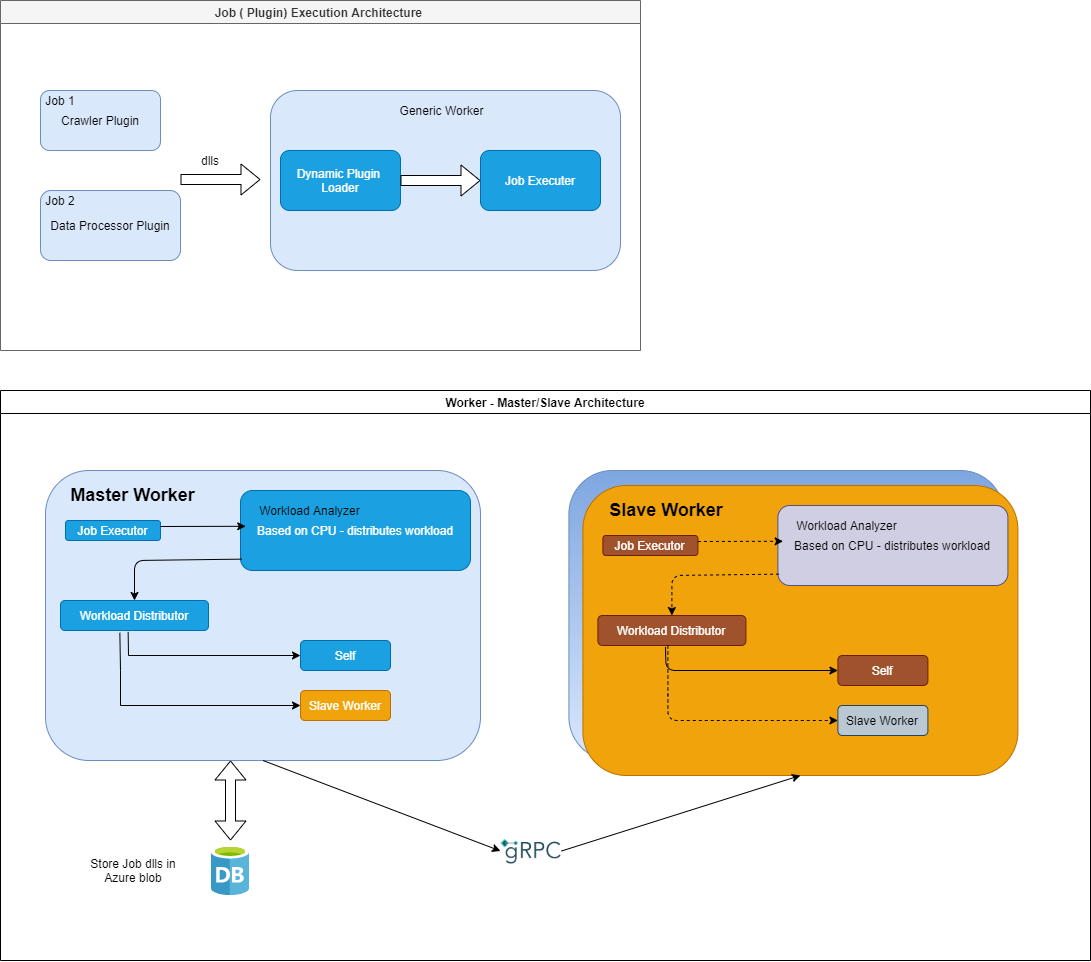 Job ( Plugin) Execution Architecture
Job 1
Crawler Plugin
Job 2
Data Processor Plugin
dlls
Generic Worker
Dynamic Plugin
Loader
Job Executer
Worker - Master/Slave Architecture
Master Worker
Job Executor
Workload Analyzer
Based on CPU - distributes workload
Workload Distributor
Self
Slave Worker
Slave Worker
Job Executor
Workload Analyzer
Based on CPU - distributes workload
Workload Distributor
Self
Slave Worker
Store Job dlls in
Azure blob
DB
gRPC